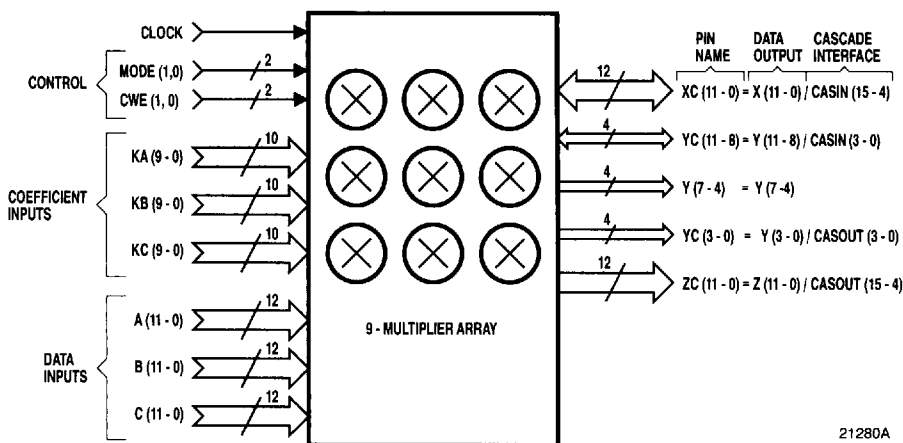 CLOCK
CONTROL
MODE (1,0)
2
CWE (1, 0)
2
COEFFICIENT
INPUTS
KA (9 - 0)
10
KB (9 - 0)
10
KC (9 - 0)
10
DATA
INPUTS
A (11 - 0)
12
B (11 - 0)
12
C (11 - 0)
12
9 - MULTIPLIER ARRAY
PIN NAME
DATA OUTPUT
CASCADE INTERFACE
12
XC (11 - 0) = X (11 - 0) / CASIN (15 - 4)
4
YC (11 - 8) = Y (11 - 8) / CASIN (3 - 0)
4
Y (7 - 4) = Y (7 -4)
4
YC (3 - 0) = Y (3 - 0) / CASOUT (3 - 0)
12
ZC (11 - 0) = Z (11 - 0) / CASOUT (15 - 4)
21280A